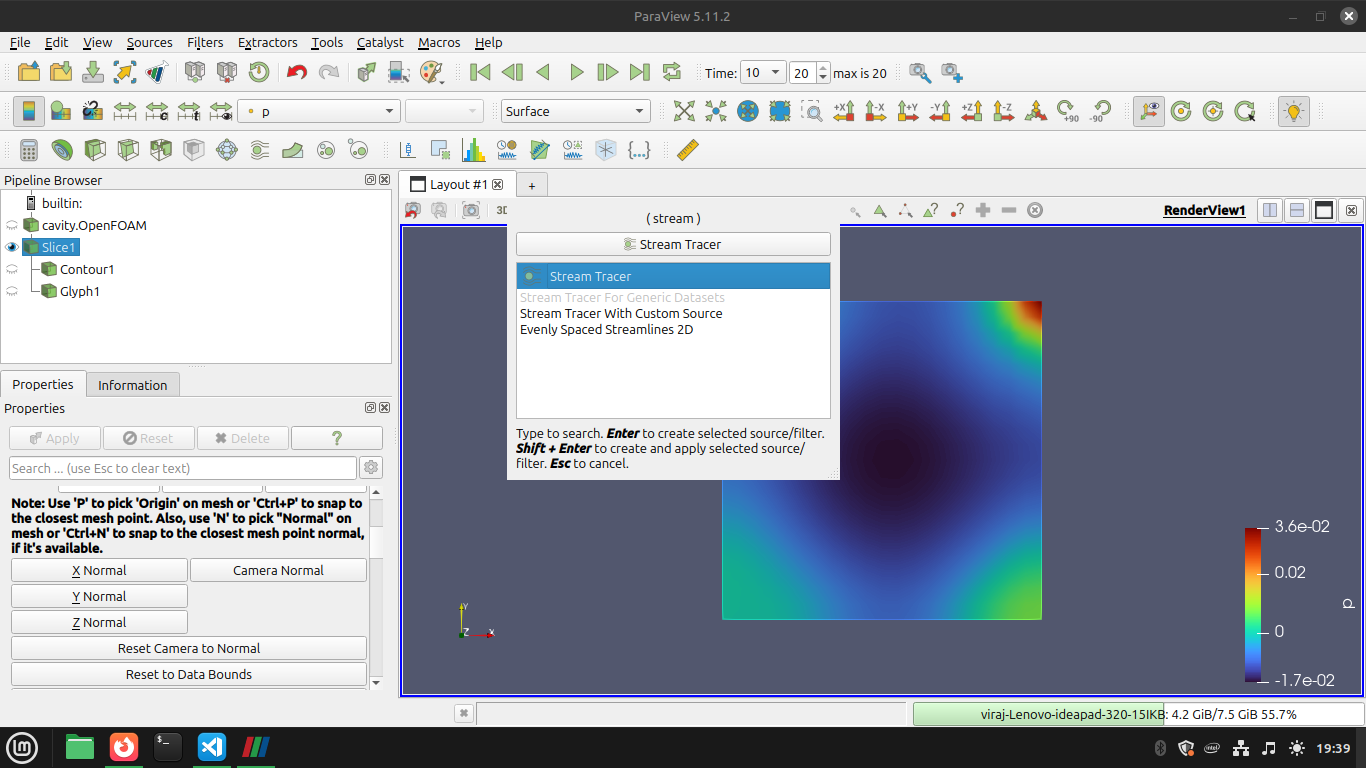 ParaView 5.11.2
File Edit View Sources Filters Extractors Tools Catalyst Macros Help
Time: 10 20 max is 20
p Surface +X -X +Y -Y +Z -Z +90 -90
Pipeline Browser
builtin:
cavity.OpenFOAM
Slice1
Contour1
Glyph1
Properties Information
Properties
Apply Reset Delete ?
Search ... (use Esc to clear text)
Note: Use 'P' to pick 'Origin' on mesh or 'Ctrl+P' to snap to
the closest mesh point. Also, use 'N' to pick "Normal" on
mesh or 'Ctrl+N' to snap to the closest mesh point normal,
if it's available.
X Normal Camera Normal
Y Normal
Z Normal
Reset Camera to Normal
Reset to Data Bounds
Layout #1 +
3D
RenderView1
( stream )
Stream Tracer
Stream Tracer
Stream Tracer For Generic Datasets
Stream Tracer With Custom Source
Evenly Spaced Streamlines 2D
Type to search. Enter to create selected source/filter.
Shift + Enter to create and apply selected source/
filter. Esc to cancel.
3.6e-02
0.02
0
-1.7e-02
p
Y
Z X
viraj-Lenovo-ideapad-320-15IKB: 4.2 GiB/7.5 GiB 55.7%
19:39